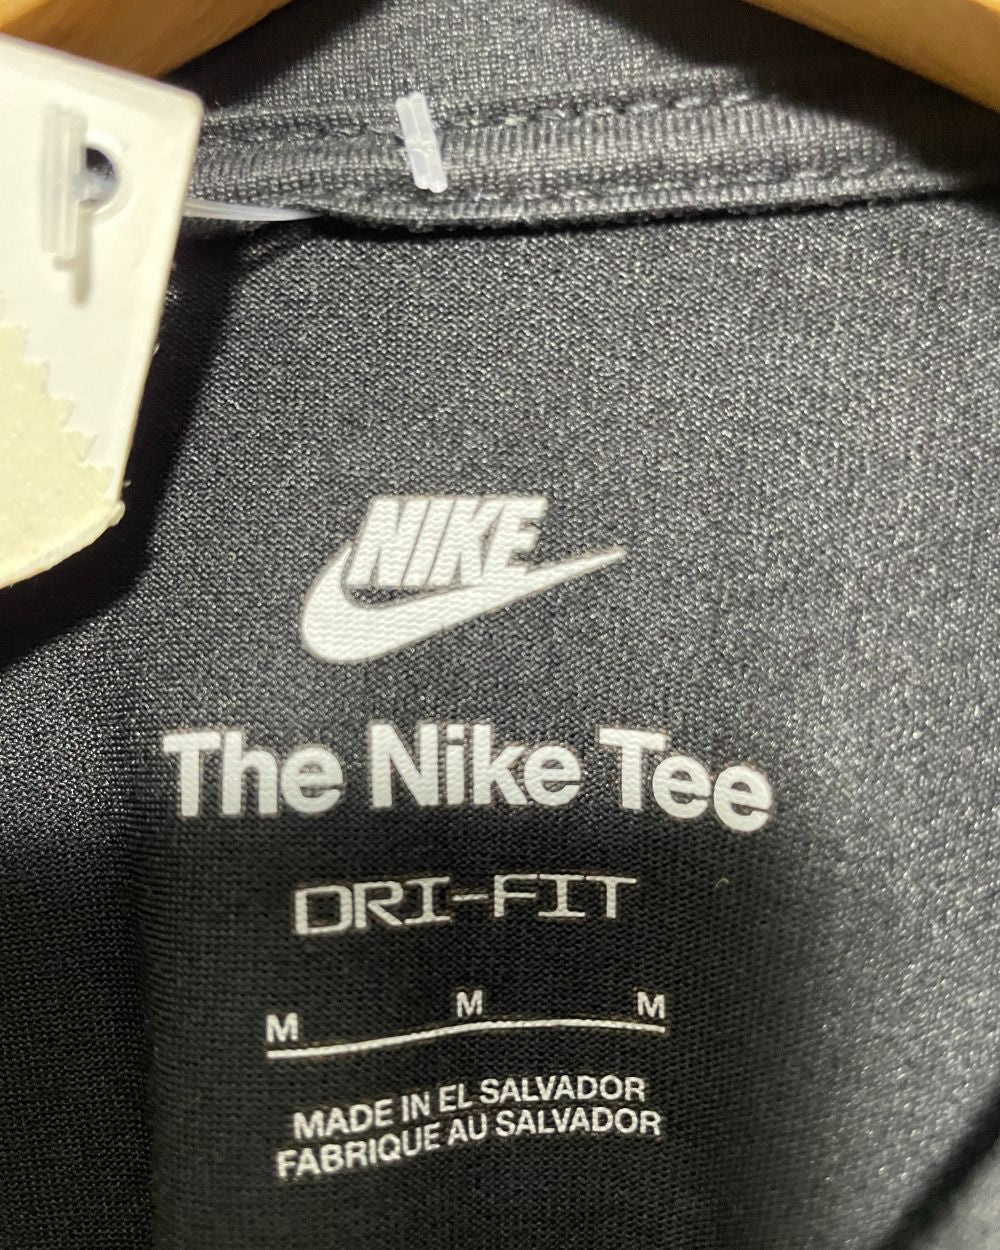 NIKE
The Nike Tee
DRI-FIT
M M M
MADE IN EL SALVADOR
FABRIQUE AU SALVADOR